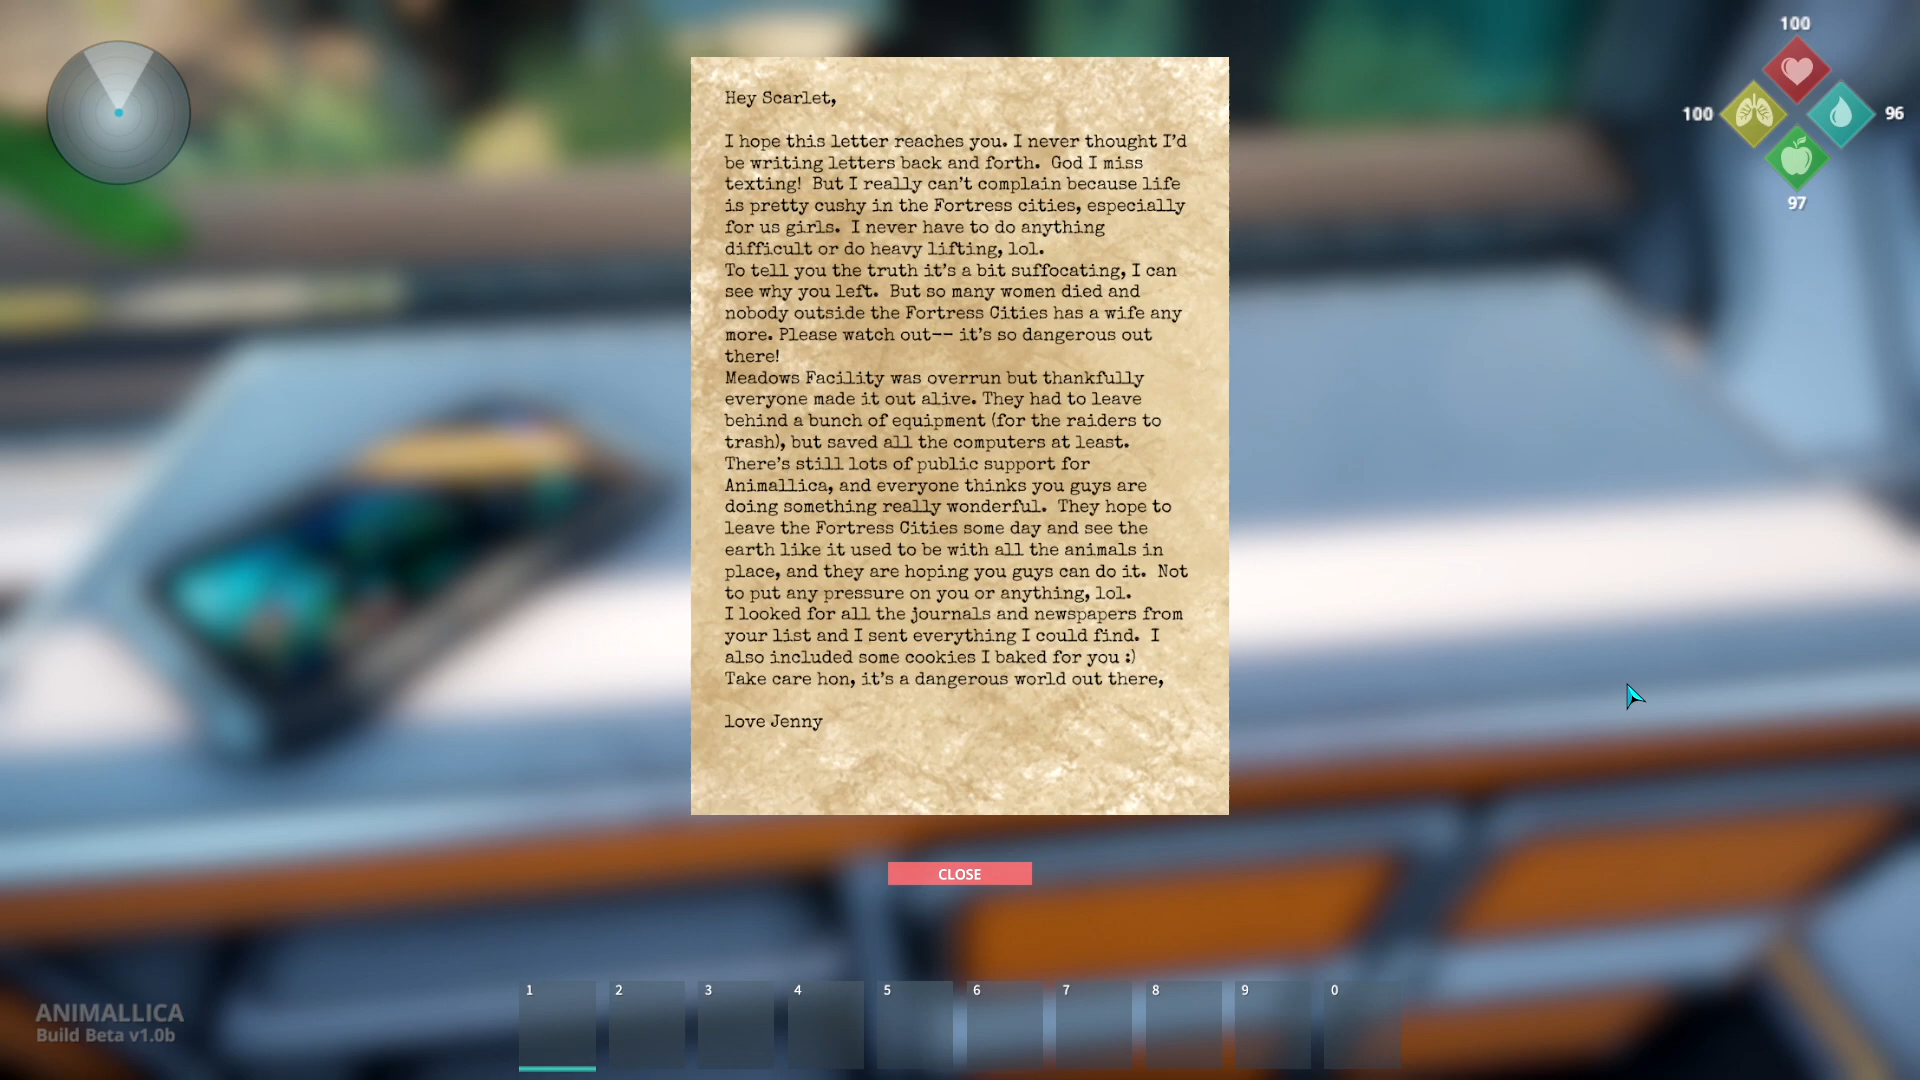 100
100
96
97
Hey Scarlet,
I hope this letter reaches you. I never thought I'd
be writing letters back and forth.  God I miss
texting!  But I really can't complain because life
is pretty cushy in the Fortress cities, especially
for us girls.  I never have to do anything
difficult or do heavy lifting, lol.
To tell you the truth it's a bit suffocating, I can
see why you left.  But so many women died and
nobody outside the Fortress Cities has a wife any
more. Please watch out-- it's so dangerous out
there!
Meadows Facility was overrun but thankfully
everyone made it out alive. They had to leave
behind a bunch of equipment (for the raiders to
trash), but saved all the computers at least.
There's still lots of public support for
Animallica, and everyone thinks you guys are
doing something really wonderful.  They hope to
leave the Fortress Cities some day and see the
earth like it used to be with all the animals in
place, and they are hoping you guys can do it.  Not
to put any pressure on you or anything, lol.
I looked for all the journals and newspapers from
your list and I sent everything I could find.  I
also included some cookies I baked for you :)
Take care hon, it's a dangerous world out there,
love Jenny
CLOSE
1 2 3 4 5 6 7 8 9 0
ANIMALLICA
Build Beta v1.0b